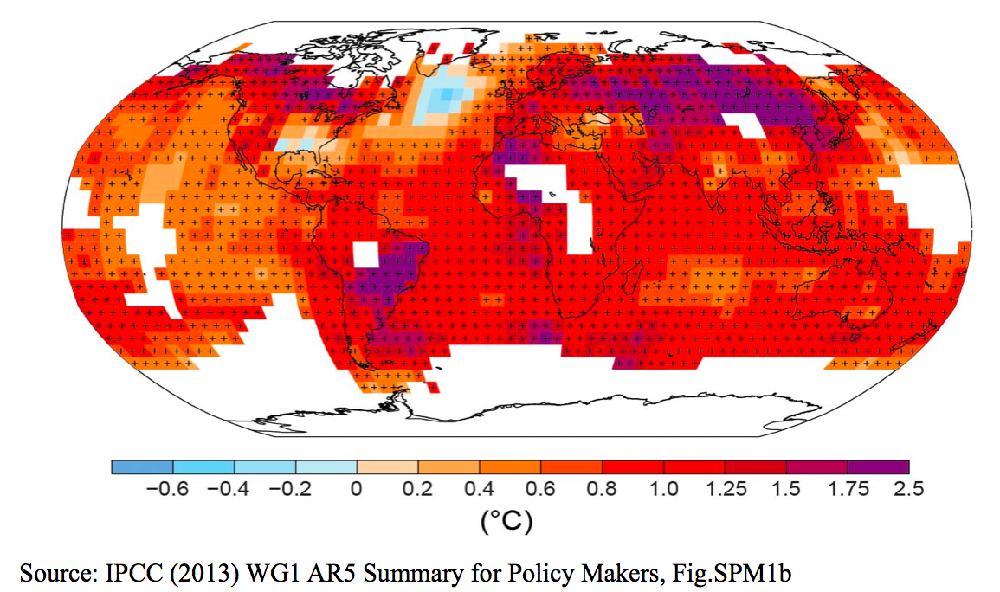 −0.6 −0.4 −0.2 0 0.2 0.4 0.6 0.8 1.0 1.25 1.5 1.75 2.5
(°C)
Source: IPCC (2013) WG1 AR5 Summary for Policy Makers, Fig.SPM1b